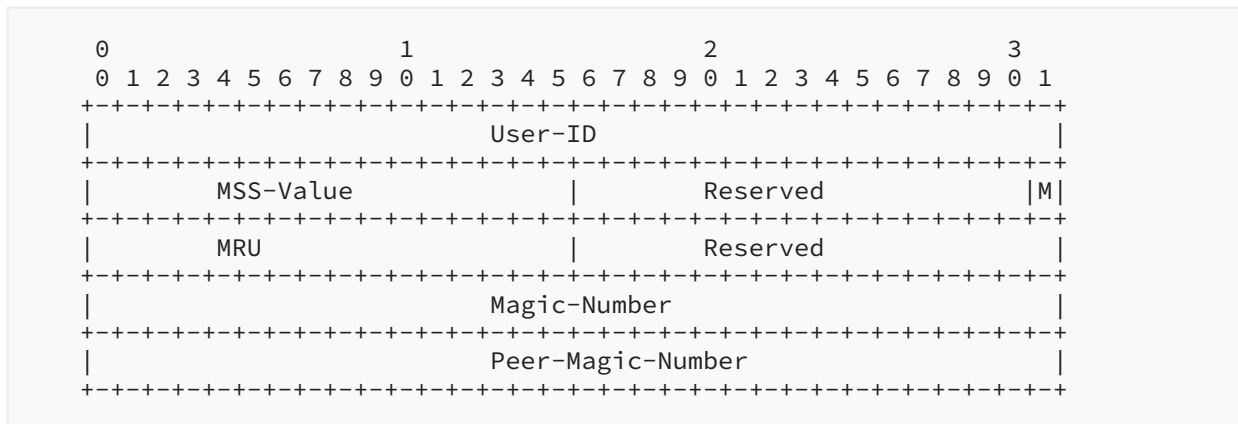 0                   1                   2                   3
 0 1 2 3 4 5 6 7 8 9 0 1 2 3 4 5 6 7 8 9 0 1 2 3 4 5 6 7 8 9 0 1
+-+-+-+-+-+-+-+-+-+-+-+-+-+-+-+-+-+-+-+-+-+-+-+-+-+-+-+-+-+-+-+-+
|                          User-ID                              |
+-+-+-+-+-+-+-+-+-+-+-+-+-+-+-+-+-+-+-+-+-+-+-+-+-+-+-+-+-+-+-+-+
|        MSS-Value              |        Reserved             |M|
+-+-+-+-+-+-+-+-+-+-+-+-+-+-+-+-+-+-+-+-+-+-+-+-+-+-+-+-+-+-+-+-+
|        MRU                    |        Reserved               |
+-+-+-+-+-+-+-+-+-+-+-+-+-+-+-+-+-+-+-+-+-+-+-+-+-+-+-+-+-+-+-+-+
|                          Magic-Number                         |
+-+-+-+-+-+-+-+-+-+-+-+-+-+-+-+-+-+-+-+-+-+-+-+-+-+-+-+-+-+-+-+-+
|                          Peer-Magic-Number                    |
+-+-+-+-+-+-+-+-+-+-+-+-+-+-+-+-+-+-+-+-+-+-+-+-+-+-+-+-+-+-+-+-+